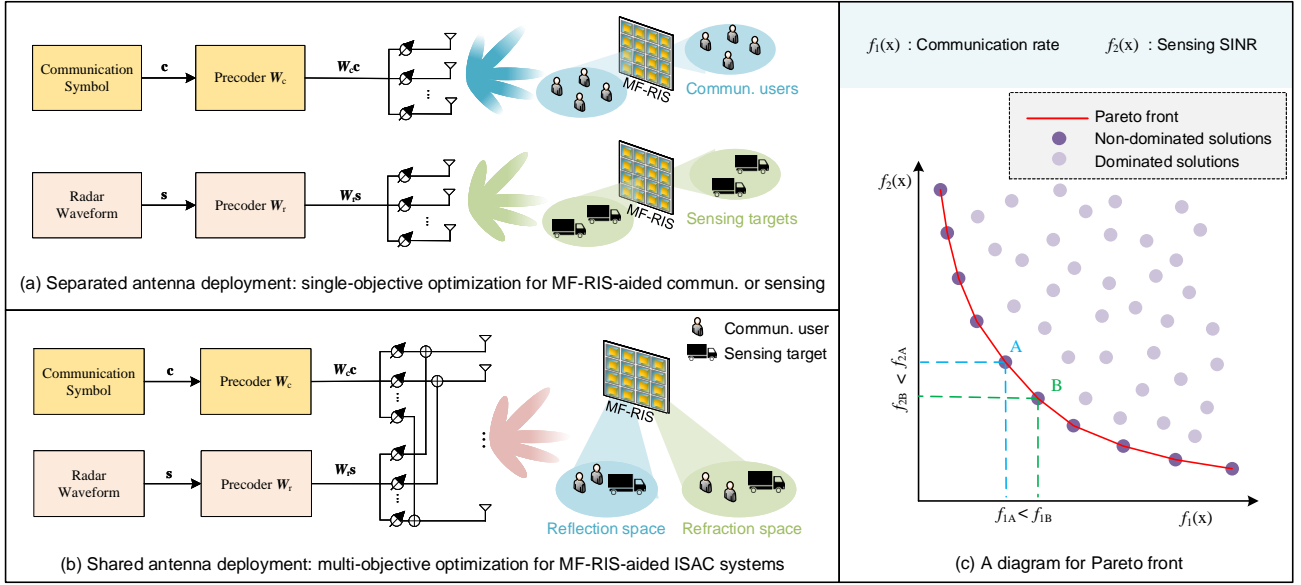 Communication
Symbol
c
Precoder Wc
Wcc
⋮
MF-RIS
Commun. users
Radar
Waveform
s
Precoder Wr
Wrs
⋮
MF-RIS
Sensing targets
(a) Separated antenna deployment: single-objective optimization for MF-RIS-aided commun. or sensing
Commun. user
Sensing target
Communication
Symbol
c
Precoder Wc
Wcc
Radar
Waveform
s
Precoder Wr
Wrs
MF-RIS
Reflection space
Refraction space
(b) Shared antenna deployment: multi-objective optimization for MF-RIS-aided ISAC systems
f1(x) : Communication rate
f2(x) : Sensing SINR
Pareto front
Non-dominated solutions
Dominated solutions
f2(x)
A
B
f2B < f2A
f1A < f1B
f1(x)
(c) A diagram for Pareto front